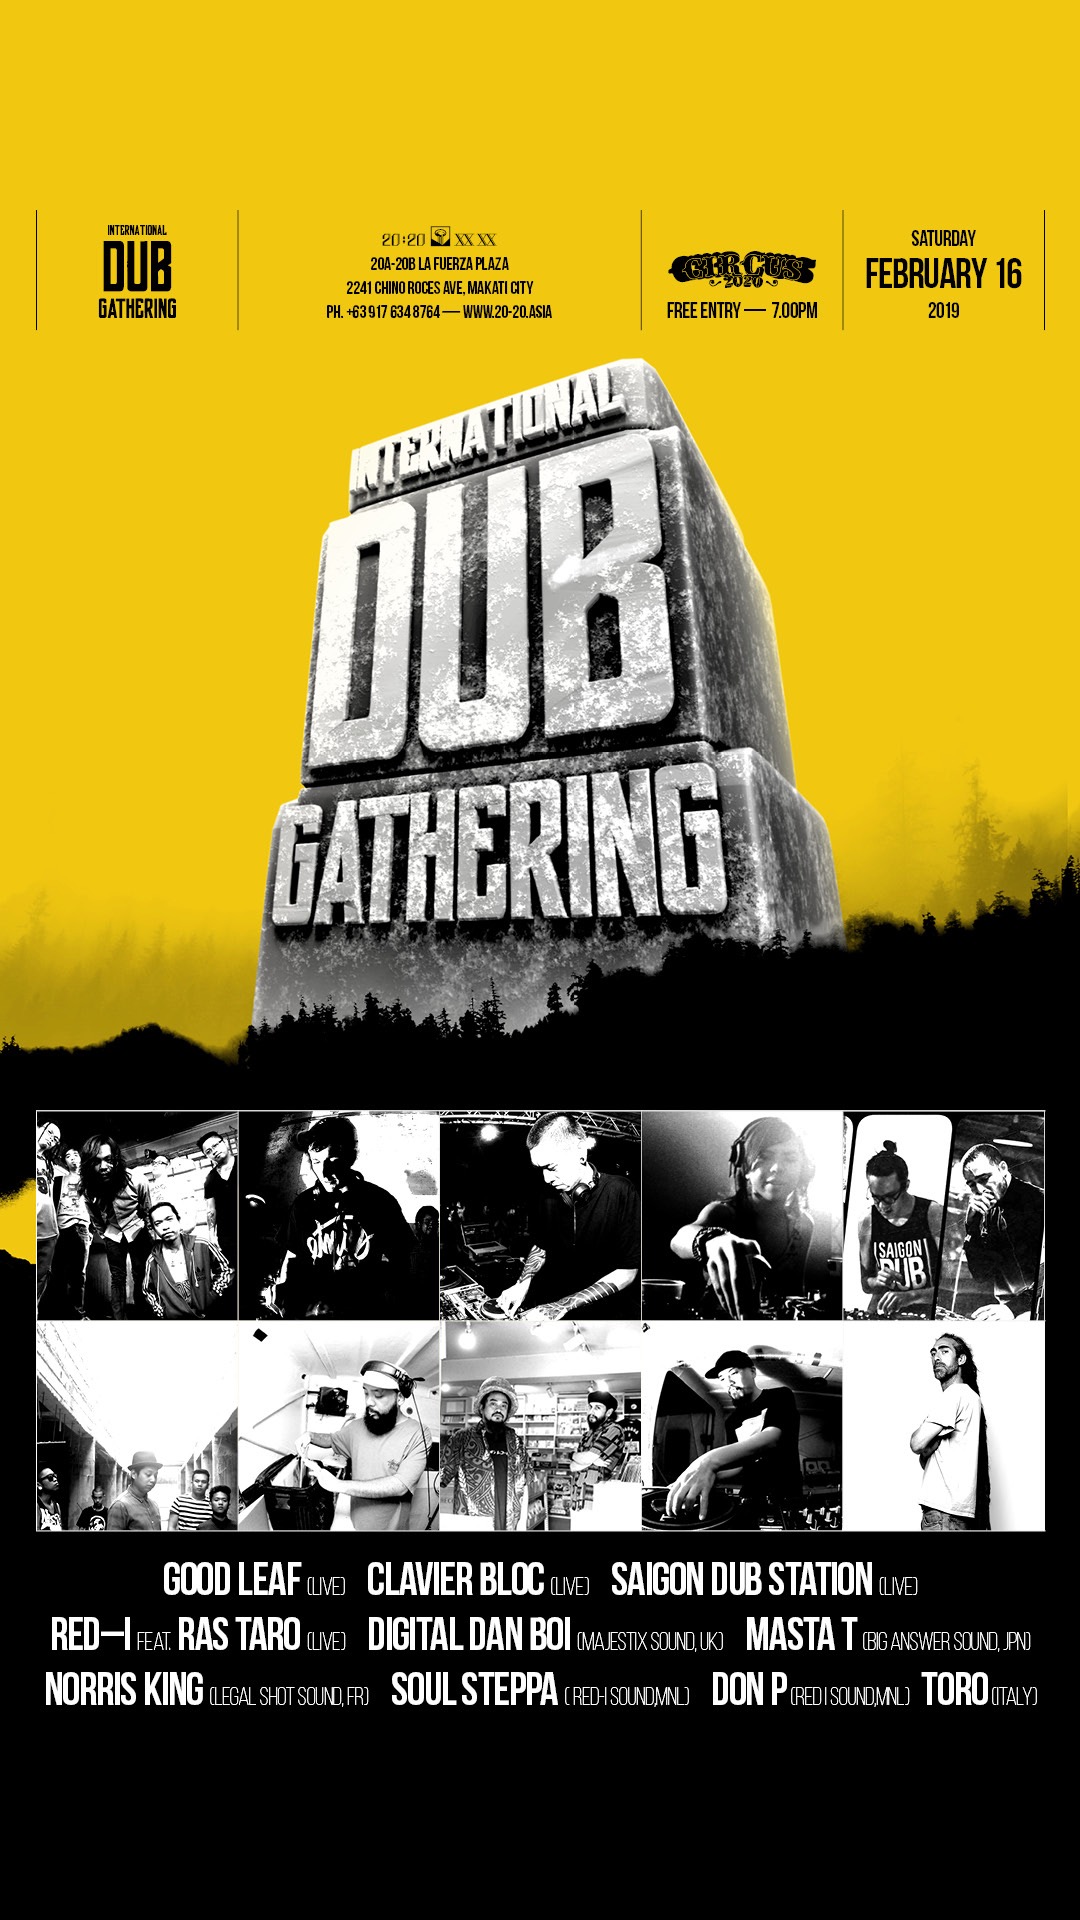 INTERNATIONAL
DUB
GATHERING
20:20 XX XX
20A-20B LA FUERZA PLAZA
2241 CHINO ROCES AVE, MAKATI CITY
PH. +63 917 634 8764 — WWW.20-20.ASIA
CIRCUS
2020
FREE ENTRY — 7.00PM
SATURDAY
FEBRUARY 16
2019
INTERNATIONAL
DUB
GATHERING
SAIGON
DUB
GOOD LEAF (LIVE) CLAVIER BLOC (LIVE) SAIGON DUB STATION (LIVE)
RED—I FEAT. RAS TARO (LIVE) DIGITAL DAN BOI (MAJESTIX SOUND, UK) MASTA T (BIG ANSWER SOUND, JPN)
NORRIS KING (LEGAL SHOT SOUND, FR) SOUL STEPPA ( RED-I SOUND,MNL) DON P (RED I SOUND,MNL) TORO (ITALY)